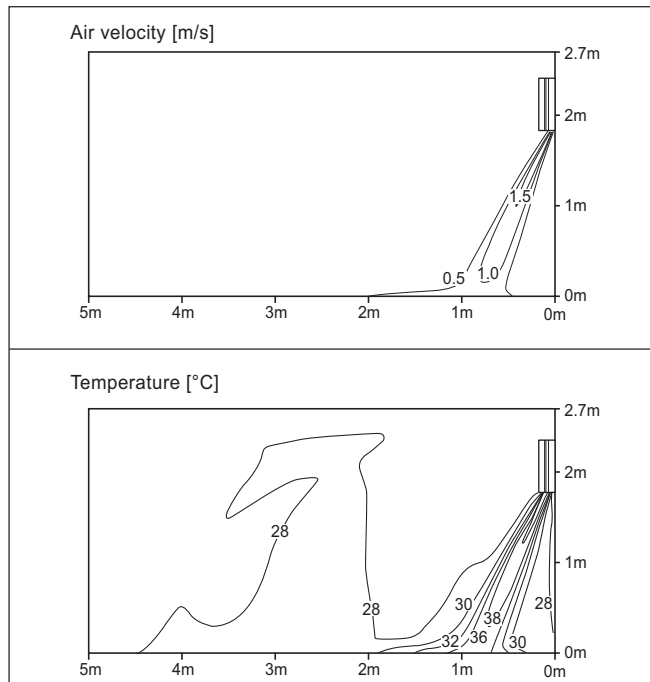 Air velocity [m/s]
2.7m
2m
1.5
1m
0.5
1.0
0m
5m 4m 3m 2m 1m 0m
Temperature [°C]
2.7m
2m
28
1m
28
30
28
38
32 36 30
0m
5m 4m 3m 2m 1m 0m